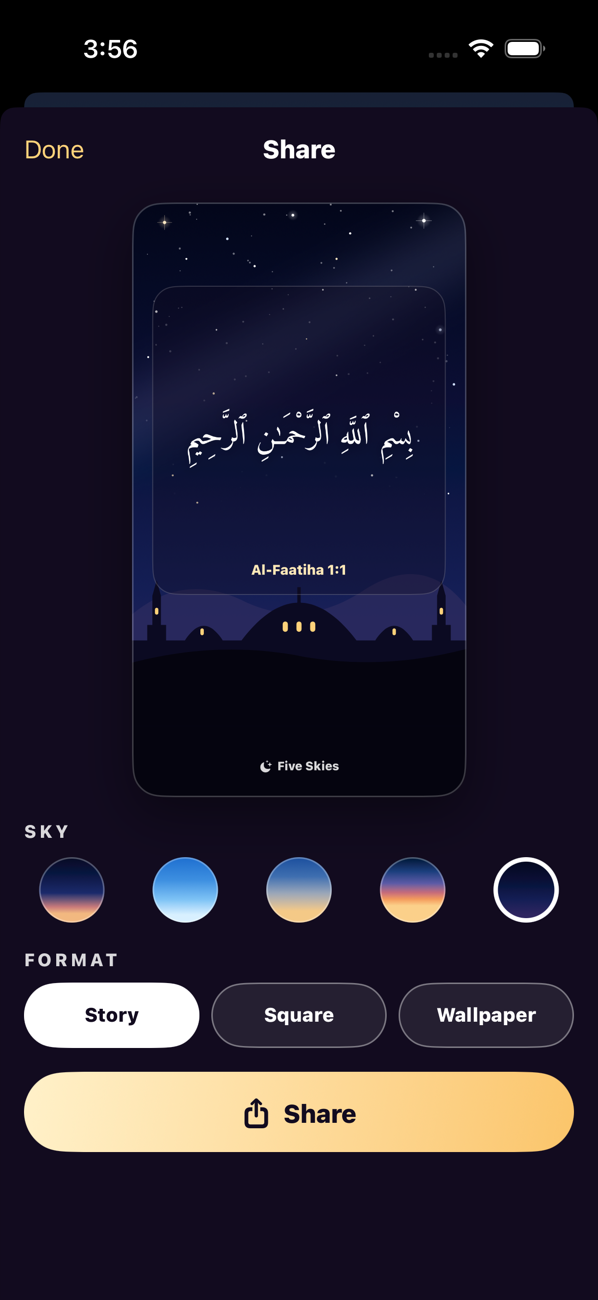 3:56
Done
Share
بِسْمِ ٱللَّهِ ٱلرَّحْمَـٰنِ ٱلرَّحِيمِ
Al-Faatiha 1:1
Five Skies
SKY
FORMAT
Story
Square
Wallpaper
Share